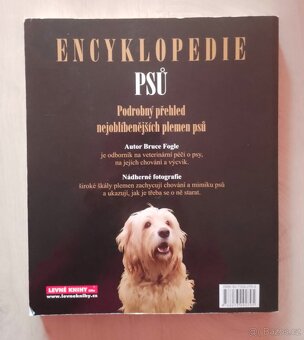 ENCYKLOPEDIE
PSŮ
Podrobný přehled
nejoblíbenějších plemen psů
Autor Bruce Fogle
je odborník na veterinární péči o psy,
na jejich chování a výcvik.
Nádherné fotografie
široké škály plemen zachycují chování a mimiku psů
a ukazují, jak je třeba se o ně starat.
LEVNÉ KNIHY
www.levneknihy.cz